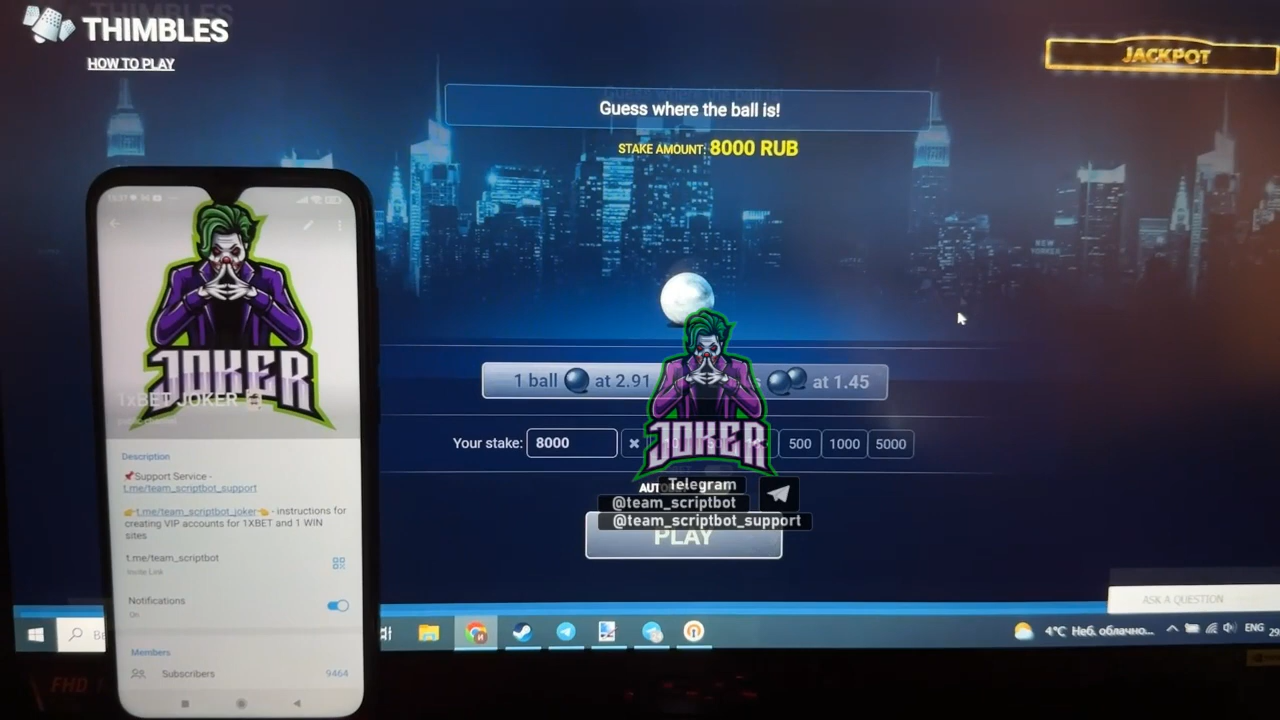 THIMBLES
HOW TO PLAY
JACKPOT
Guess where the ball is!
STAKE AMOUNT: 8000 RUB
1 ball at 2.91
at 1.45
Your stake: 8000
500 1000 5000
JOKER
Telegram
@team_scriptbot
@team_scriptbot_support
PLAY
ASK A QUESTION
4°C Неб. облачно...
ENG
JOKER
1xBET JOKER
Description
📌Support Service -
t.me/team_scriptbot_support
👉t.me/team_scriptbot_joker👈 - instructions for
creating VIP accounts for 1XBET and 1 WIN
sites
t.me/team_scriptbot
Invite Link
Notifications
On
Members
Subscribers 9464
FHD